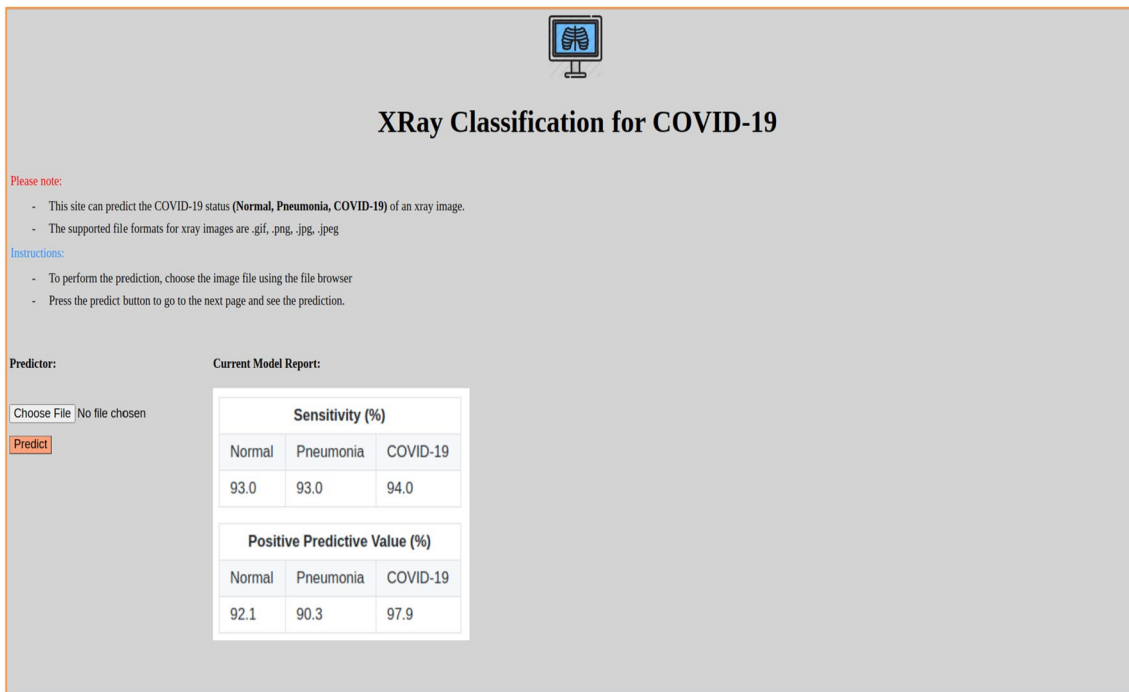 XRay Classification for COVID-19
Please note:
- This site can predict the COVID-19 status (Normal, Pneumonia, COVID-19) of an xray image.
- The supported file formats for xray images are .gif, .png, .jpg, .jpeg
Instructions:
- To perform the prediction, choose the image file using the file browser
- Press the predict button to go to the next page and see the prediction.
Predictor:
Choose File No file chosen
Predict
Current Model Report:
Sensitivity (%)
Normal Pneumonia COVID-19
93.0 93.0 94.0
Positive Predictive Value (%)
Normal Pneumonia COVID-19
92.1 90.3 97.9